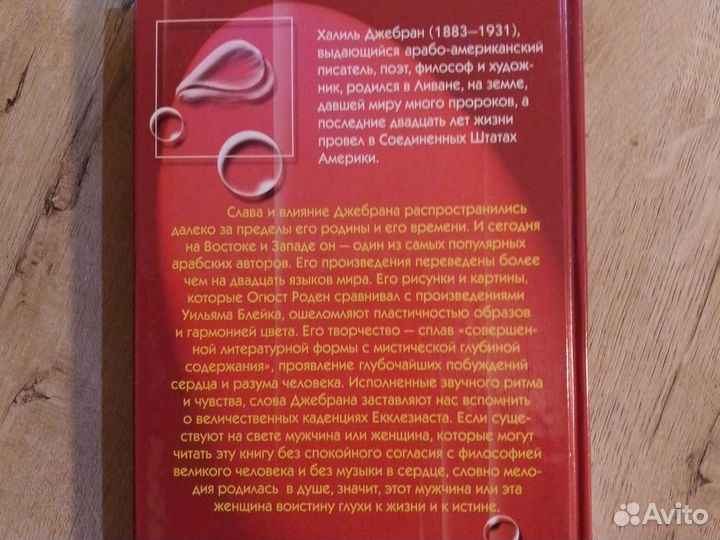 Халиль Джебран (1883—1931),
выдающийся арабо-американский
писатель, поэт, философ и худож-
ник, родился в Ливане, на земле,
давшей миру много пророков, а
последние двадцать лет жизни
провел в Соединенных Штатах
Америки.
Слава и влияние Джебрана распространились
далеко за пределы его родины и его времени. И сегодня
на Востоке и Западе он — один из самых популярных
арабских авторов. Его произведения переведены более
чем на двадцать языков мира. Его рисунки и картины,
которые Огюст Роден сравнивал с произведениями
Уильяма Блейка, ошеломляют пластичностью образов
и гармонией цвета. Его творчество — сплав «совершен-
ной литературной формы с мистической глубиной
содержания», проявление глубочайших побуждений
сердца и разума человека. Исполненные звучного ритма
и чувства, слова Джебрана заставляют нас вспомнить
о величественных каденциях Екклезиаста. Если суще-
ствуют на свете мужчина или женщина, которые могут
читать эту книгу без спокойного согласия с философией
великого человека и без музыки в сердце, словно мело-
дия родилась в душе, значит, этот мужчина или эта
женщина воистину глухи к жизни и к истине.
Avito